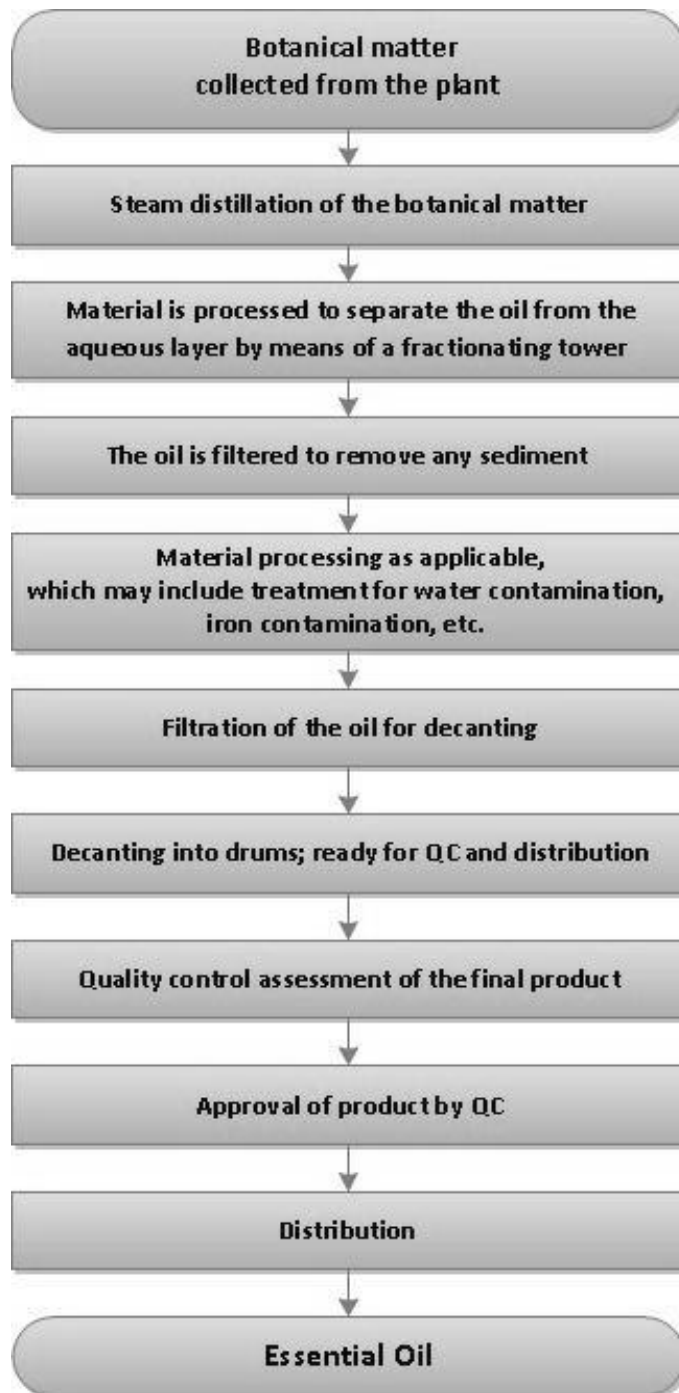 Botanical matter
collected from the plant
Steam distillation of the botanical matter
Material is processed to separate the oil from the
aqueous layer by means of a fractionating tower
The oil is filtered to remove any sediment
Material processing as applicable,
which may include treatment for water contamination,
iron contamination, etc.
Filtration of the oil for decanting
Decanting into drums; ready for QC and distribution
Quality control assessment of the final product
Approval of product by QC
Distribution
Essential Oil